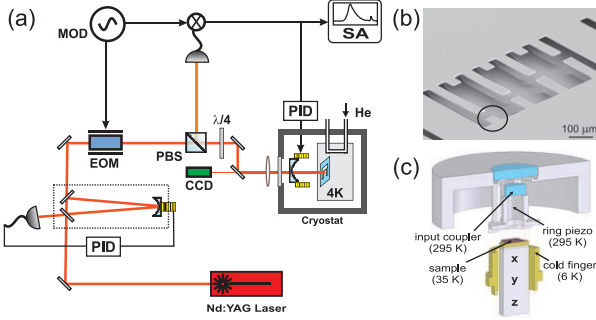 (a)
MOD
SA
PID
He
λ/4
EOM
PBS
CCD
4K
Cryostat
PID
Nd:YAG Laser
(b)
100 µm
(c)
input coupler
(295 K)
ring piezo
(295 K)
sample
(35 K)
cold finger
(6 K)
x
y
z